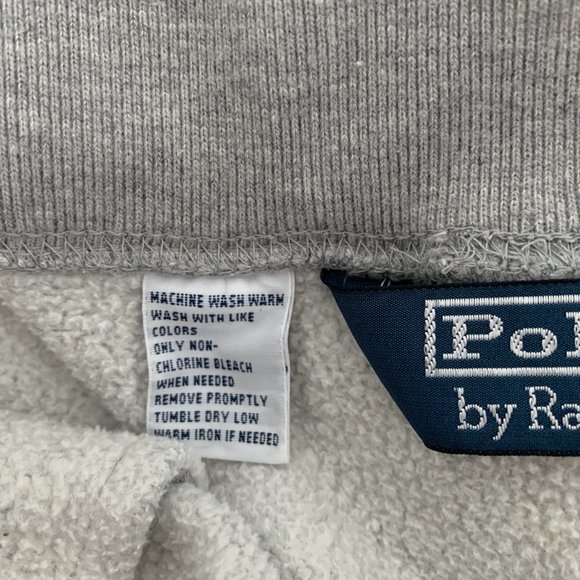 MACHINE WASH WARM
WASH WITH LIKE
COLORS
ONLY NON-
CHLORINE BLEACH
WHEN NEEDED
REMOVE PROMPTLY
TUMBLE DRY LOW
WARM IRON IF NEEDED
Pol
by Ra